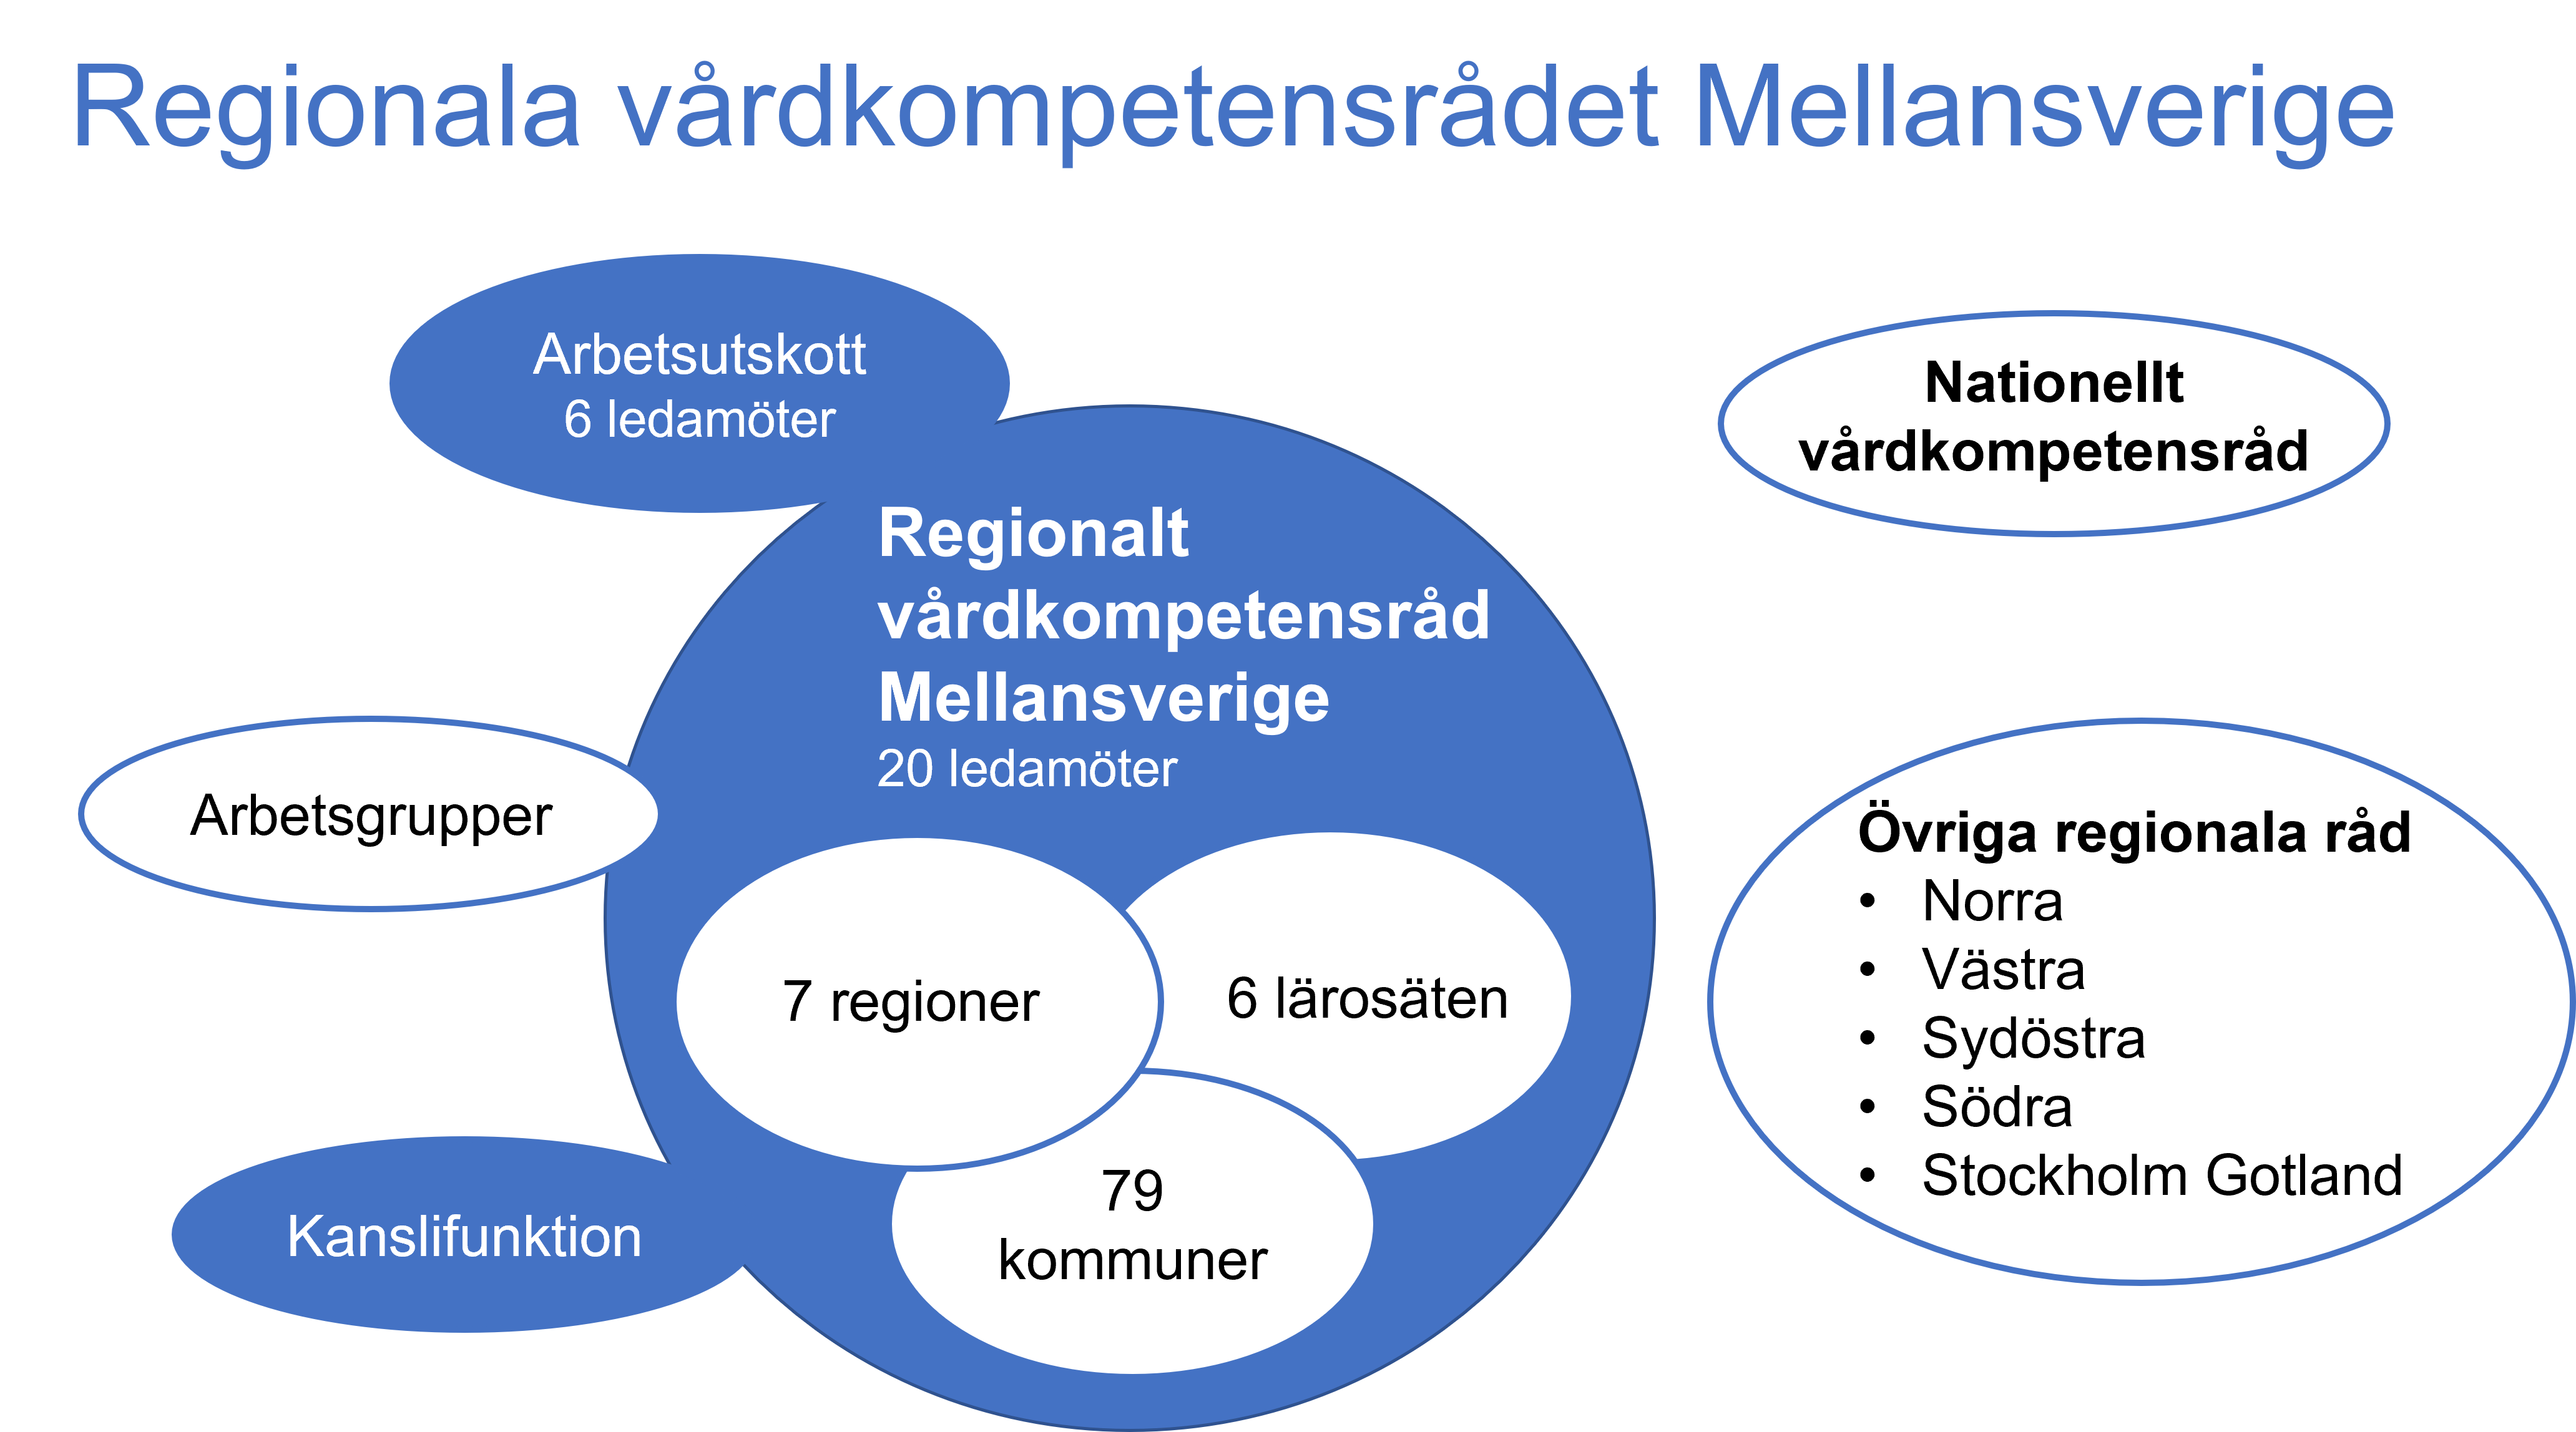 Regionala vårdkompetensrådet Mellansverige
Arbetsutskott
6 ledamöter
Regionalt
vårdkompetensråd
Mellansverige
20 ledamöter
Arbetsgrupper
7 regioner
6 lärosäten
79
kommuner
Kanslifunktion
Nationellt
vårdkompetensråd
Övriga regionala råd
• Norra
• Västra
• Sydöstra
• Södra
• Stockholm Gotland